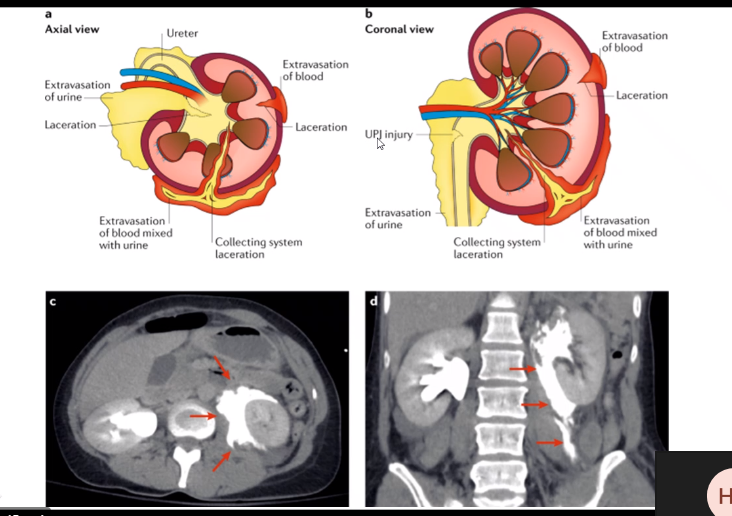 a
Axial view
Ureter
Extravasation
of blood
Extravasation
of urine
Laceration
Laceration
Extravasation
of blood mixed
with urine
Collecting system
laceration
b
Coronal view
Extravasation
of blood
Laceration
UPJ injury
Extravasation
of urine
Collecting system
laceration
Extravasation
of blood mixed
with urine
c
d
H